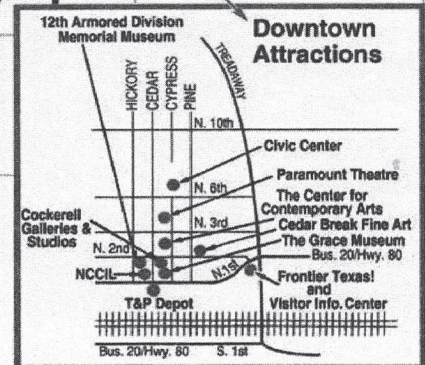 12th Armored Division
Memorial Museum
Downtown
Attractions
TREADAWAY
HICKORY
CEDAR
CYPRESS
PINE
N. 10th
Civic Center
Paramount Theatre
N. 6th
The Center for
Contemporary Arts
N. 3rd
Cedar Break Fine Art
Cockerell
Galleries &
Studios
The Grace Museum
N. 2nd
Bus. 20/Hwy. 80
NCCIL
N.1st
Frontier Texas!
and
Visitor Info. Center
T&P Depot
Bus. 20/Hwy. 80
S. 1st